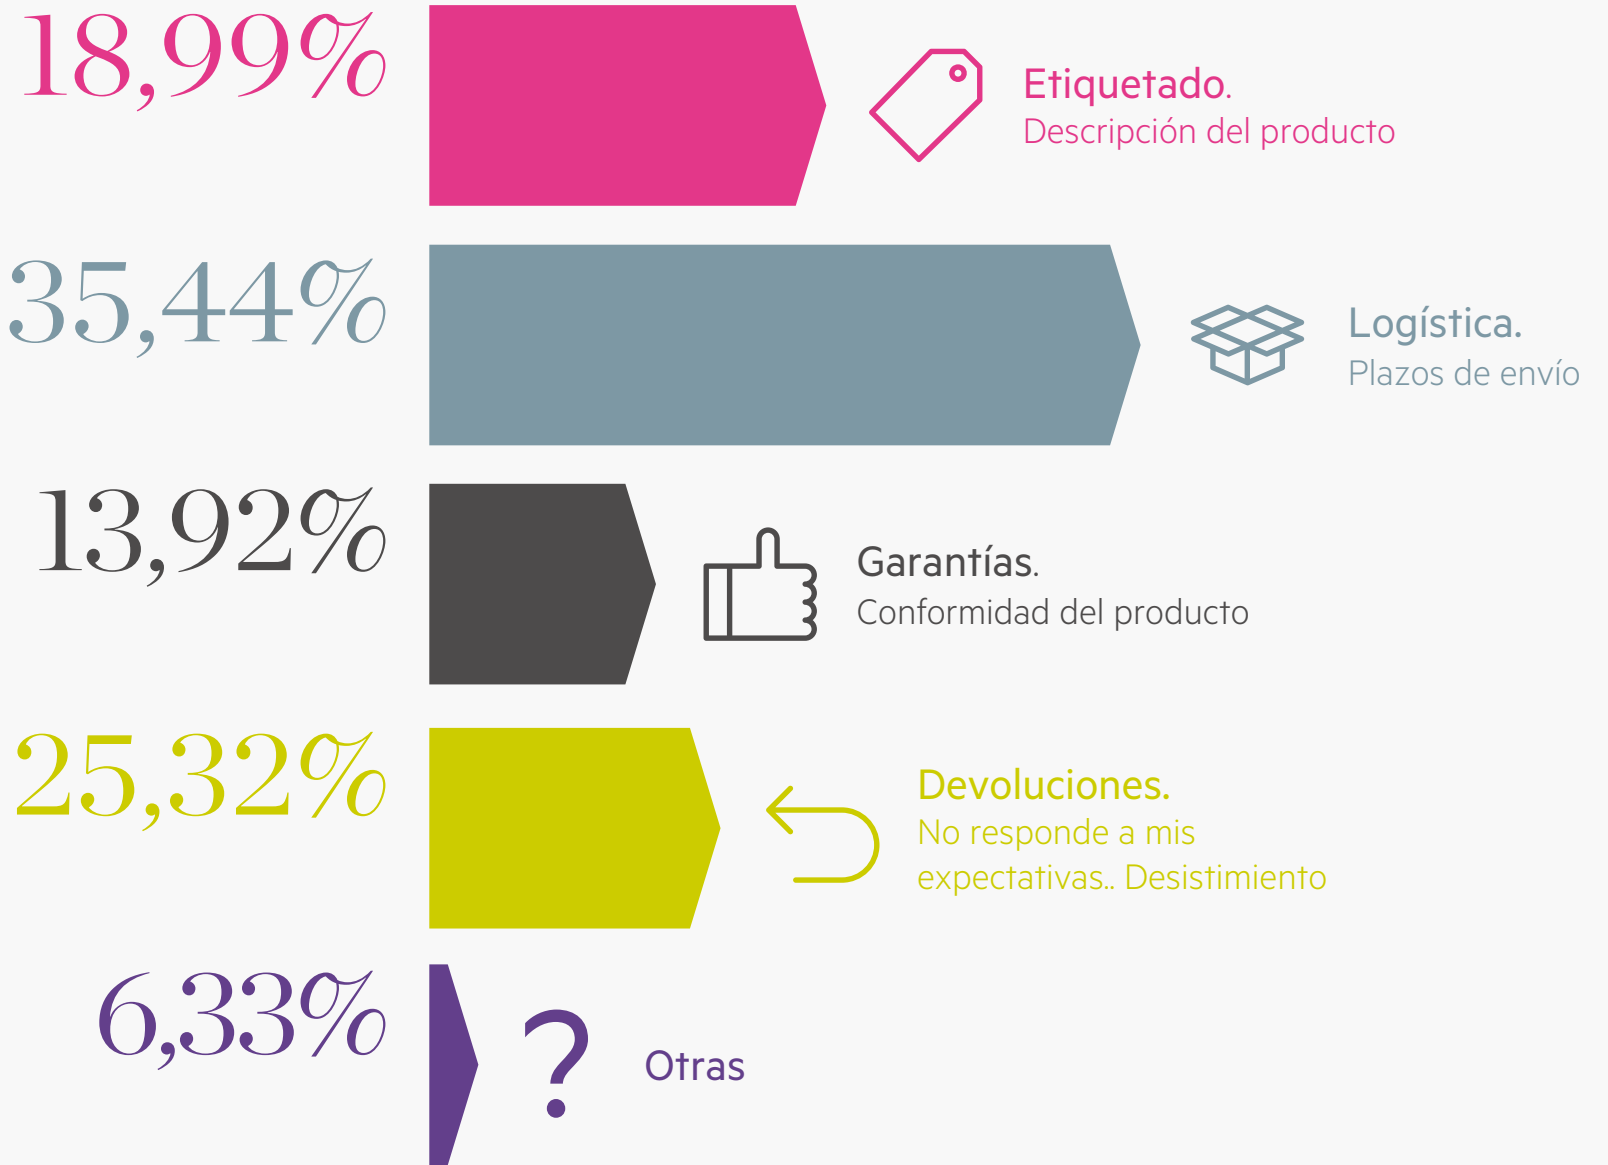 18,99%
Etiquetado.
Descripción del producto
35,44%
Logística.
Plazos de envío
13,92%
Garantías.
Conformidad del producto
25,32%
Devoluciones.
No responde a mis
expectativas.. Desistimiento
6,33%
?
Otras